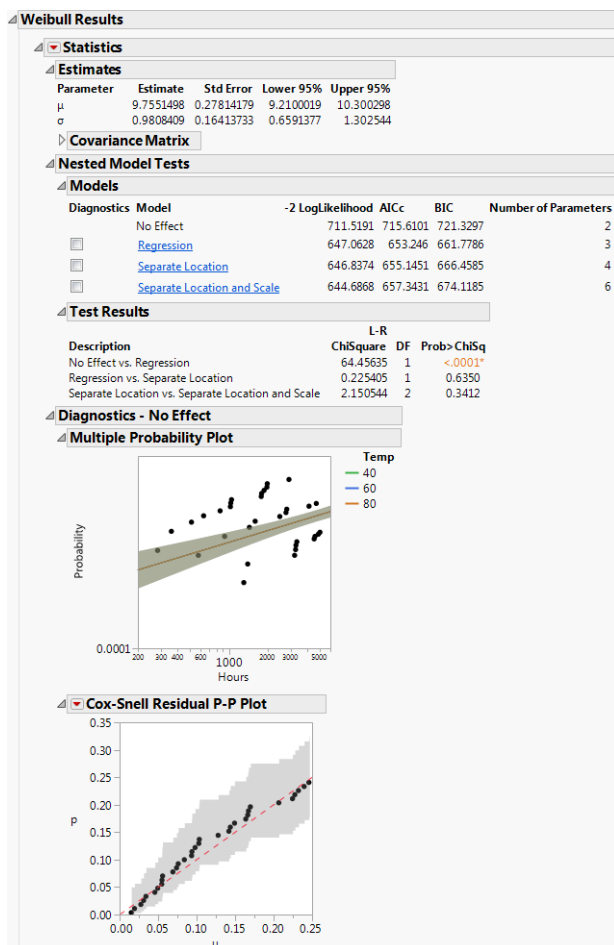 Weibull Results
Statistics
Estimates
Parameter Estimate Std Error Lower 95% Upper 95%
μ 9.7551498 0.27814179 9.2100019 10.300298
σ 0.9808409 0.16413733 0.6591377 1.302544
Covariance Matrix
Nested Model Tests
Models
Diagnostics Model -2 LogLikelihood AICc BIC Number of Parameters
No Effect 711.5191 715.6101 721.3297 2
Regression 647.0628 653.246 661.7786 3
Separate Location 646.8374 655.1451 666.4585 4
Separate Location and Scale 644.6868 657.3431 674.1185 6
Test Results
L-R
Description ChiSquare DF Prob>ChiSq
No Effect vs. Regression 64.45635 1 <.0001*
Regression vs. Separate Location 0.225405 1 0.6350
Separate Location vs. Separate Location and Scale 2.150544 2 0.3412
Diagnostics - No Effect
Multiple Probability Plot
Temp
40
60
80
Probability
0.0001
200 300 400 600 1000 2000 3000 5000
Hours
Cox-Snell Residual P-P Plot
0.35
0.30
0.25
0.20
p
0.15
0.10
0.05
0.00
0.00 0.05 0.10 0.15 0.20 0.25